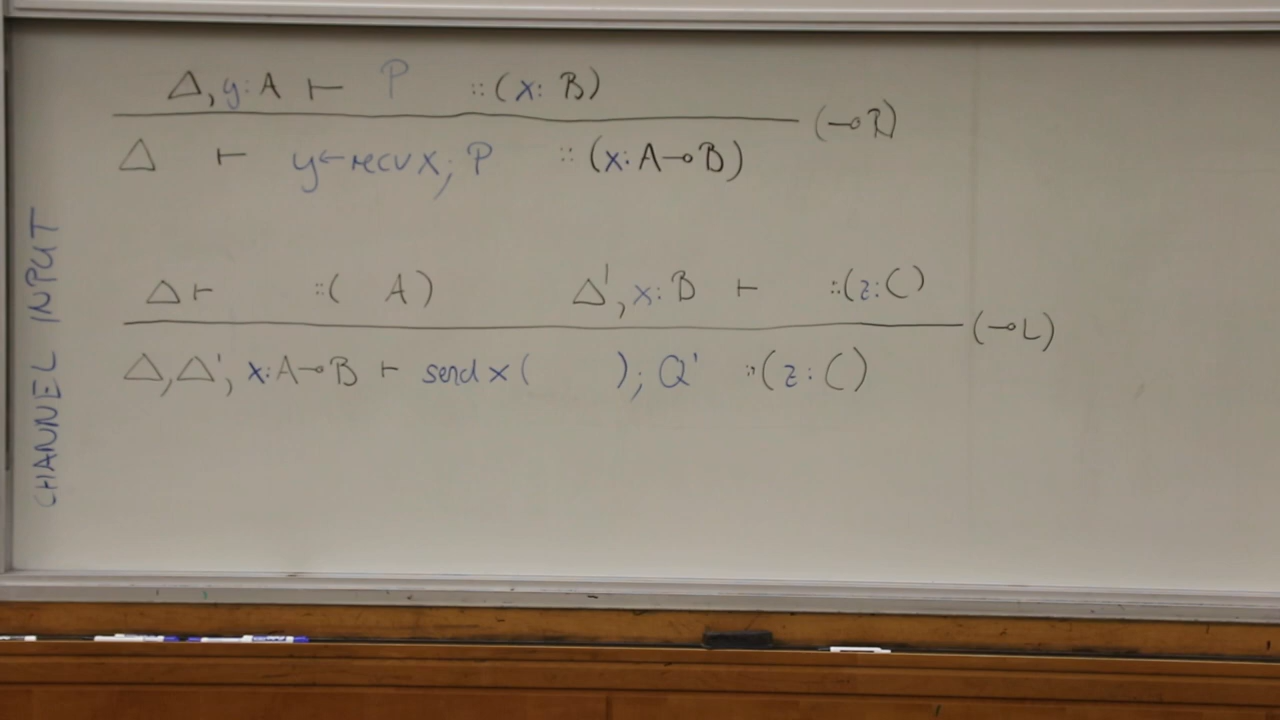 Δ, y: A ⊢ P :: (x: B)
(⊸R)
Δ ⊢ y ← recv x; P :: (x: A ⊸ B)
Δ ⊢ :: ( A) Δ', x: B ⊢ :: (z: C)
(⊸L)
Δ, Δ', x: A ⊸ B ⊢ send x ( ); Q' :: (z: C)
CHANNEL INPUT